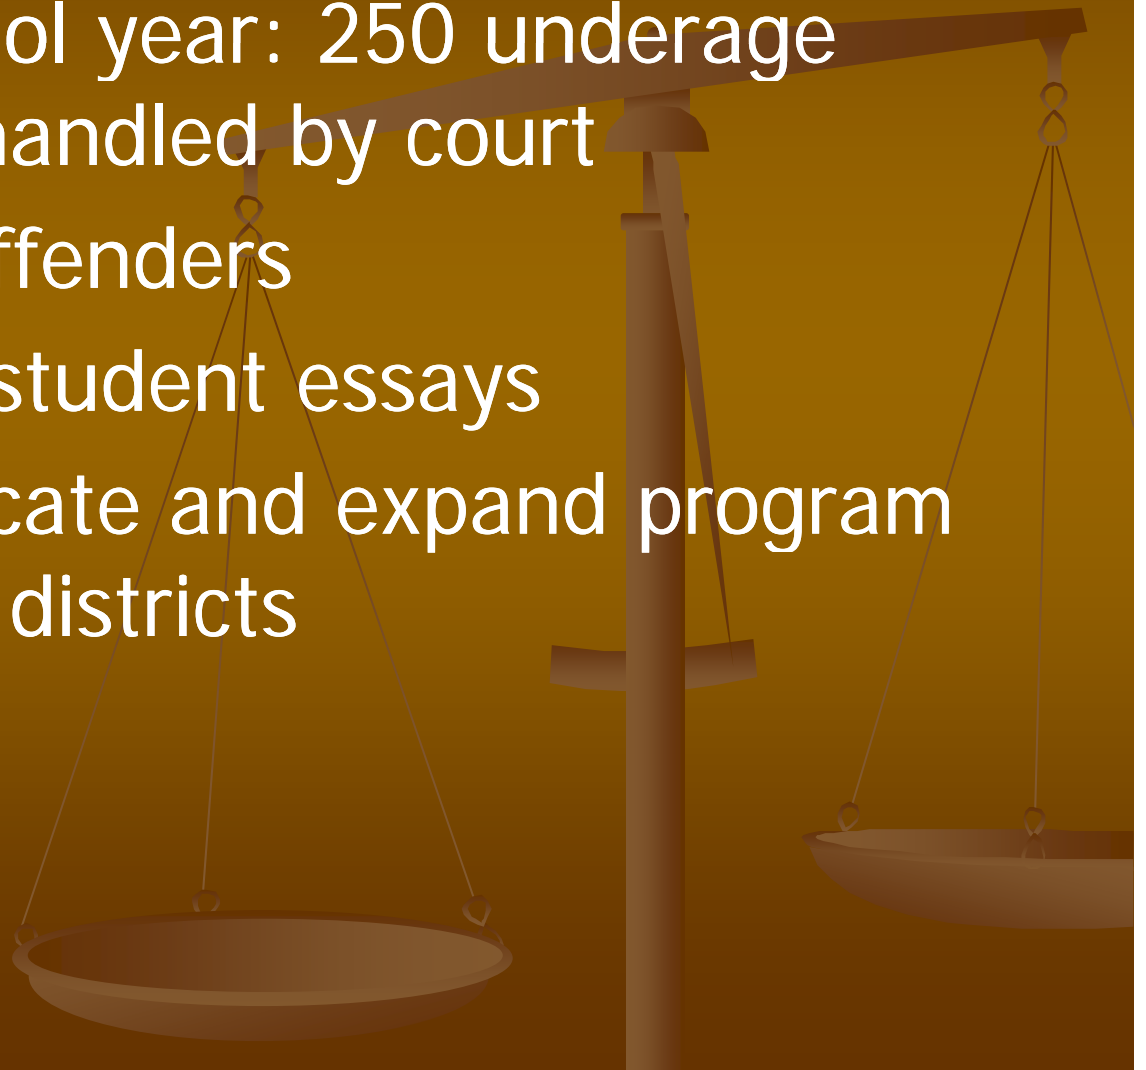 ol year: 250 underage
handled by court
ffenders
student essays
cate and expand program
districts